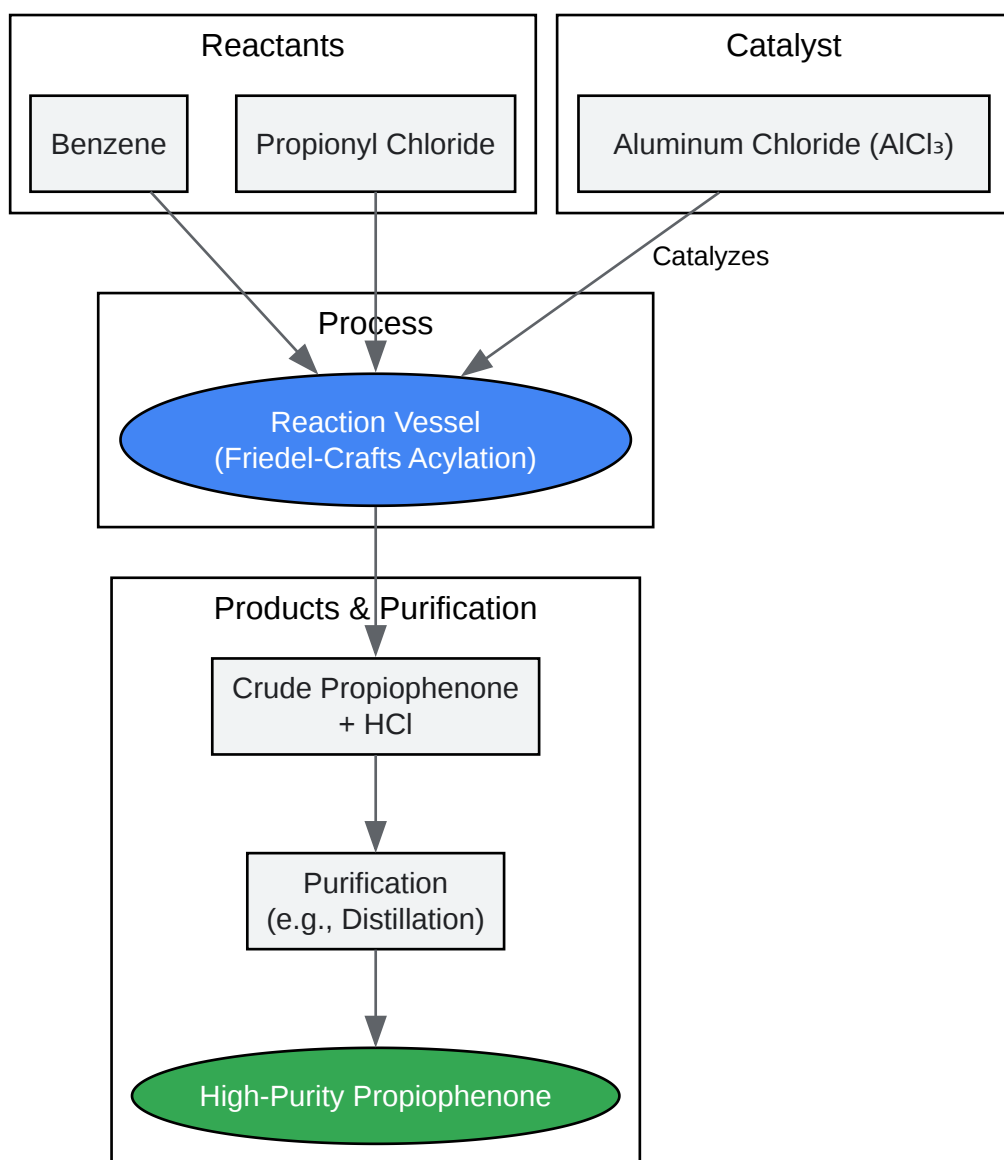 Reactants
Catalyst
Benzene
Propionyl Chloride
Aluminum Chloride (AlCl₃)
Catalyzes
Process
Reaction Vessel
(Friedel-Crafts Acylation)
Products & Purification
Crude Propiophenone
+ HCl
Purification
(e.g., Distillation)
High-Purity Propiophenone